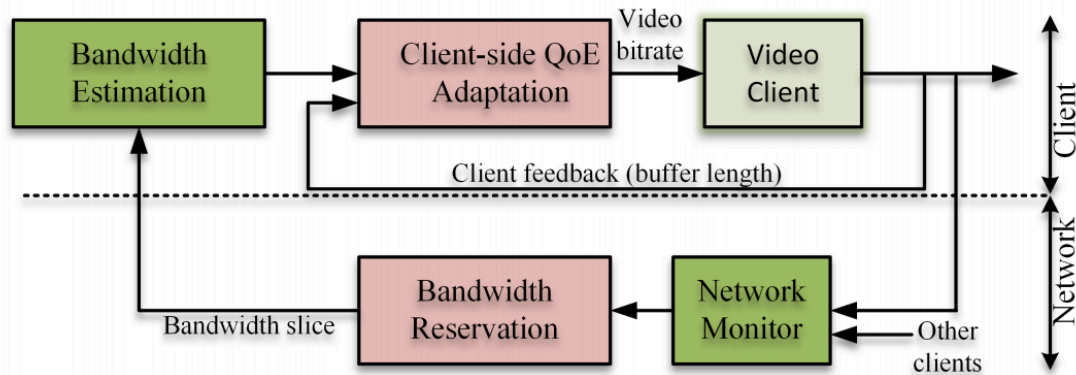 Bandwidth
Estimation
Client-side QoE
Adaptation
Video
bitrate
Video
Client
Client
Client feedback (buffer length)
Network
Bandwidth slice
Bandwidth
Reservation
Network
Monitor
Other
clients